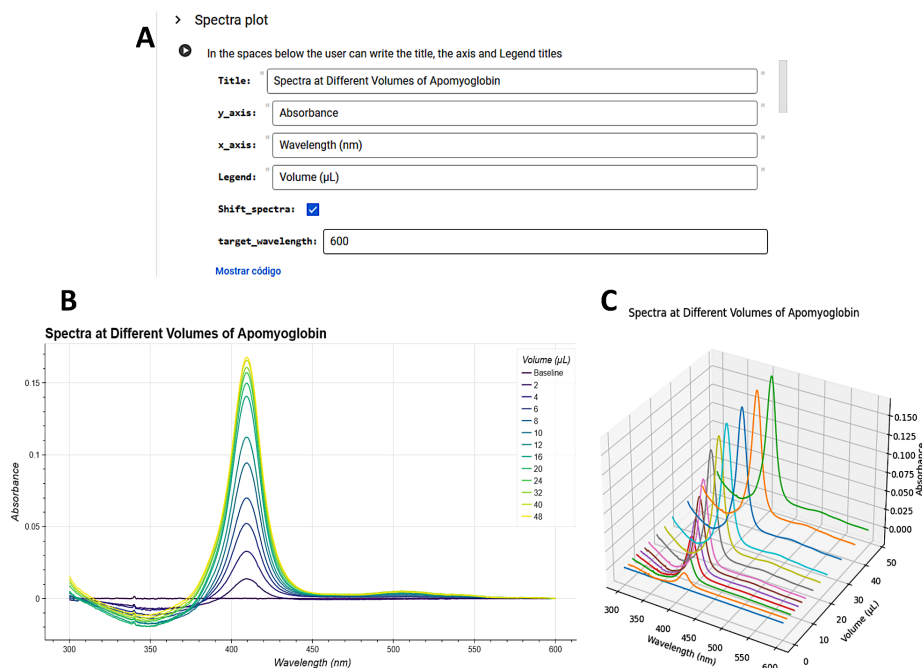 Spectra plot
A
In the spaces below the user can write the title, the axis and Legend titles
Title: " Spectra at Different Volumes of Apomyoglobin "
y_axis: " Absorbance "
x_axis: " Wavelength (nm) "
Legend: " Volume (µL) "
Shift_spectra:
target_wavelength: 600
Mostrar código
B
Spectra at Different Volumes of Apomyoglobin
Volume (µL)
Baseline
2
4
6
8
10
12
16
20
24
32
40
48
0.15
0.1
0.05
0
Absorbance
300
350
400
450
500
550
600
Wavelength (nm)
C
Spectra at Different Volumes of Apomyoglobin
0.150
0.125
0.100
0.075
0.050
0.025
0.000
Absorbance
300
350
400
450
500
550
600
Wavelength (nm)
0
10
20
30
40
50
Volume (µL)